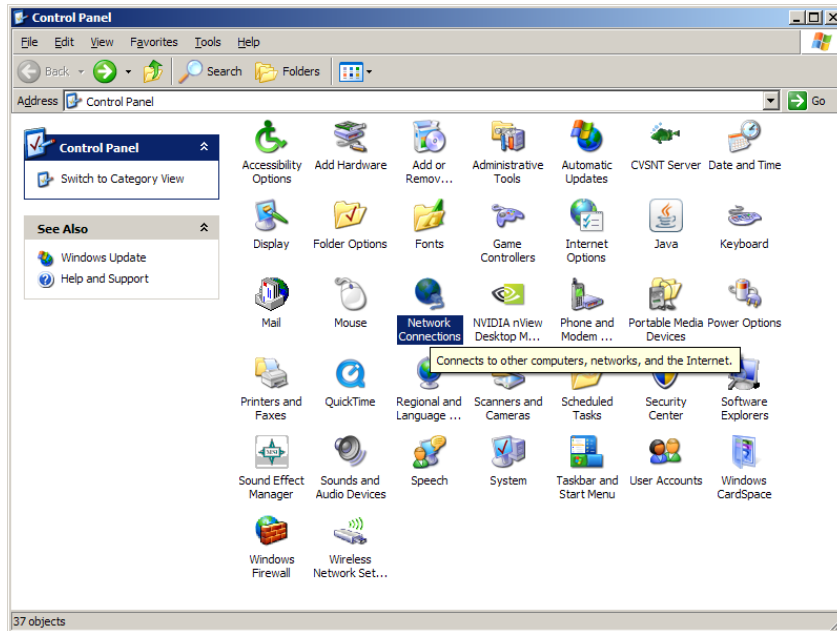 Control Panel
File Edit View Favorites Tools Help
Back Search Folders
Address Control Panel Go
Control Panel
Switch to Category View
See Also
Windows Update
Help and Support
Accessibility
Options
Add Hardware
Add or
Remov...
Administrative
Tools
Automatic
Updates
CVSNT Server
Date and Time
Display
Folder Options
Fonts
Game
Controllers
Internet
Options
Java
Keyboard
Mail
Mouse
Network
Connections
NVIDIA nView
Desktop M...
Phone and
Modem ...
Portable Media
Devices
Power Options
Connects to other computers, networks, and the Internet.
Printers and
Faxes
QuickTime
Regional and
Language ...
Scanners and
Cameras
Scheduled
Tasks
Security
Center
Software
Explorers
Sound Effect
Manager
Sounds and
Audio Devices
Speech
System
Taskbar and
Start Menu
User Accounts
Windows
CardSpace
Windows
Firewall
Wireless
Network Set...
37 objects